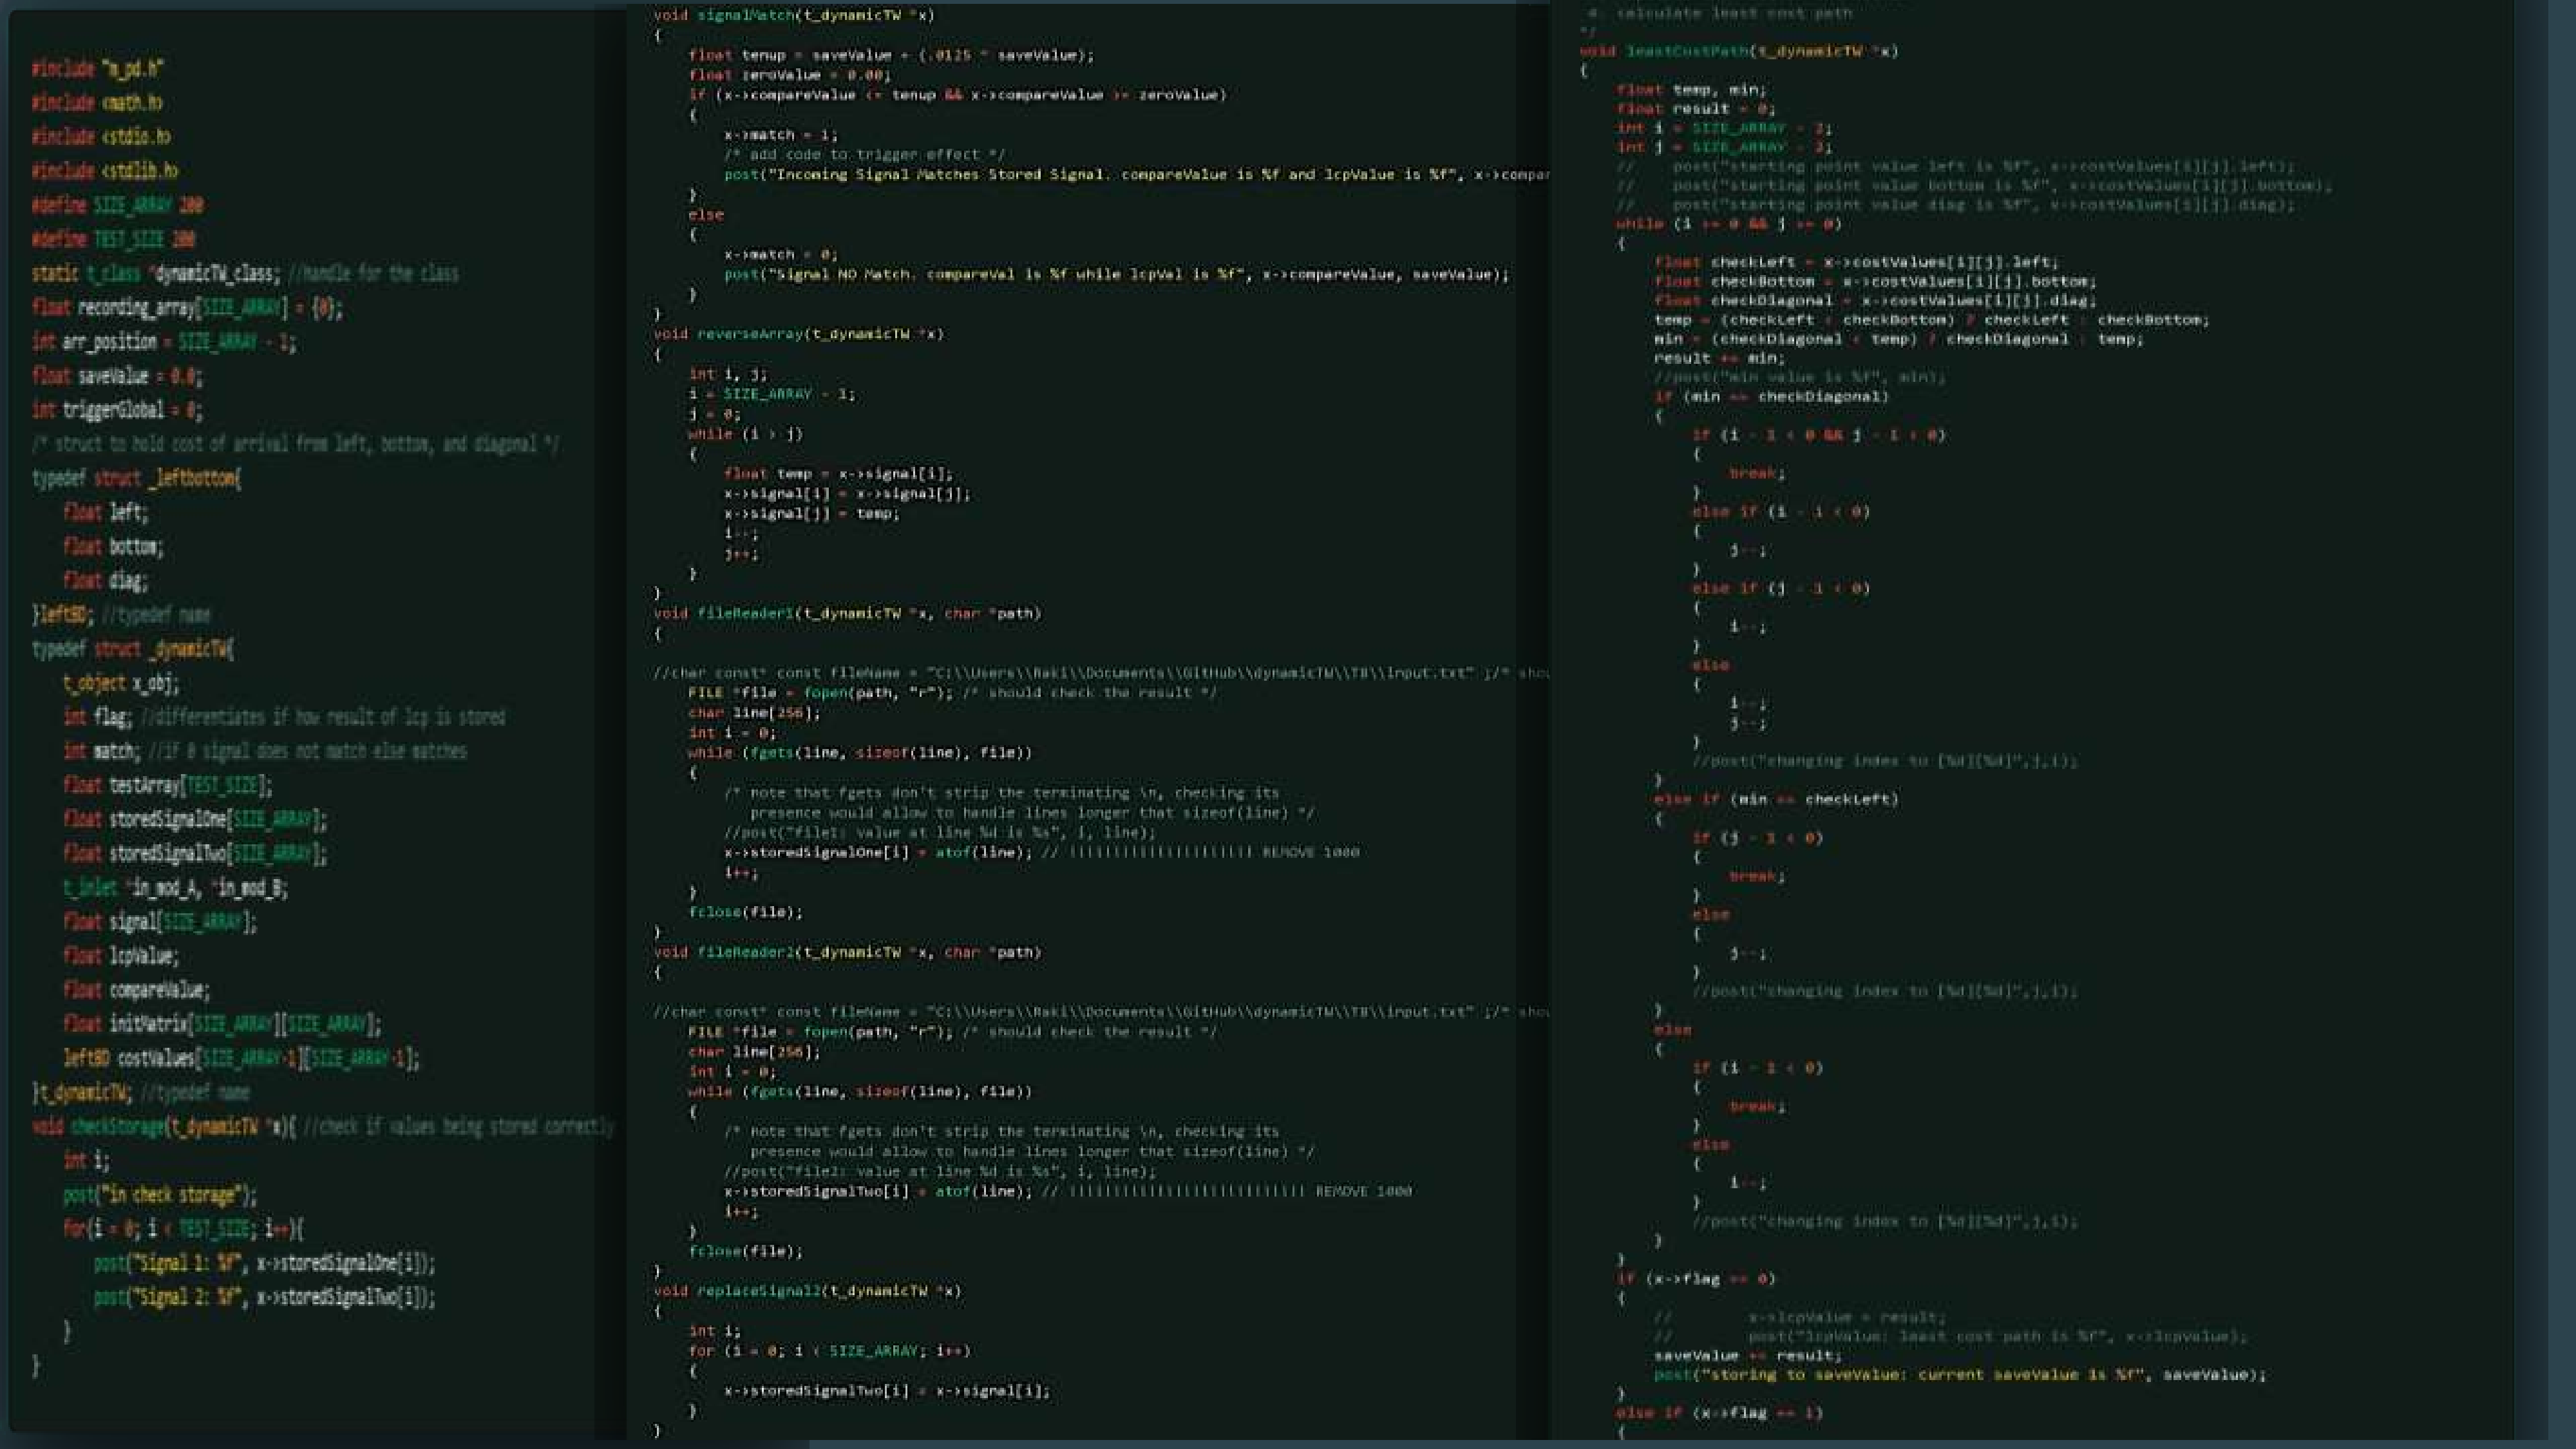 #include "m_pd.h"
#include <math.h>
#include <stdio.h>
#include <stdlib.h>
#define SIZE_ARRAY 200
#define TEST_SIZE 200
static t_class *dynamicTW_class; //handle for the class
float recording_array[SIZE_ARRAY] = {0};
int arr_position = SIZE_ARRAY - 1;
float saveValue = 0.0;
int triggerGlobal = 0;
/* struct to hold cost of arrival from left, bottom, and diagonal */
typedef struct _leftbottom{
float left;
float bottom;
float diag;
}leftBD; //typedef name
typedef struct _dynamicTW{
t_object x_obj;
int flag; //differentiates if how result of lcp is stored
int match; //if 0 signal does not match else matches
float testArray[TEST_SIZE];
float storedSignalOne[SIZE_ARRAY];
float storedSignalTwo[SIZE_ARRAY];
t_inlet *in_mod_A, *in_mod_B;
float signal[SIZE_ARRAY];
float lcpValue;
float compareValue;
float initMatrix[SIZE_ARRAY][SIZE_ARRAY];
leftBD costValues[SIZE_ARRAY-1][SIZE_ARRAY-1];
}t_dynamicTW; //typedef name
void checkStorage(t_dynamicTW *x){ //check if values being stored correctly
int i;
post("in check storage");
for(i = 0; i < TEST_SIZE; i++){
post("Signal 1: %f", x->storedSignalOne[i]);
post("Signal 2: %f", x->storedSignalTwo[i]);
}
}
void signalMatch(t_dynamicTW *x)
{
float tenup = saveValue + (.0125 * saveValue);
float zeroValue = 0.00;
if (x->compareValue <= tenup && x->compareValue >= zeroValue)
{
x->match = 1;
/* add code to trigger effect */
post("Incoming Signal Matches Stored Signal. compareValue is %f and lcpValue is %f", x->compar
}
else
{
x->match = 0;
post("Signal NO Match. compareVal is %f while lcpVal is %f", x->compareValue, saveValue);
}
}
void reverseArray(t_dynamicTW *x)
{
int i, j;
i = SIZE_ARRAY - 1;
j = 0;
while (i > j)
{
float temp = x->signal[i];
x->signal[i] = x->signal[j];
x->signal[j] = temp;
i--;
j++;
}
}
void fileReader1(t_dynamicTW *x, char *path)
{
//char const* const fileName = "C:\\Users\\Raki\\Documents\\GitHub\\dynamicTW\\TB\\input.txt" ;/* shou
FILE *file = fopen(path, "r"); /* should check the result */
char line[256];
int i = 0;
while (fgets(line, sizeof(line), file))
{
/* note that fgets don't strip the terminating \n, checking its
presence would allow to handle lines longer that sizeof(line) */
//post("file1: value at line %d is %s", i, line);
x->storedSignalOne[i] = atof(line); // ||||||||||||||||||||| REMOVE 1000
i++;
}
fclose(file);
}
void fileReader2(t_dynamicTW *x, char *path)
{
//char const* const fileName = "C:\\Users\\Raki\\Documents\\GitHub\\dynamicTW\\TB\\input.txt" ;/* shou
FILE *file = fopen(path, "r"); /* should check the result */
char line[256];
int i = 0;
while (fgets(line, sizeof(line), file))
{
/* note that fgets don't strip the terminating \n, checking its
presence would allow to handle lines longer that sizeof(line) */
//post("file2: value at line %d is %s", i, line);
x->storedSignalTwo[i] = atof(line); // ||||||||||||||||||||||||||| REMOVE 1000
i++;
}
fclose(file);
}
void replaceSignal2(t_dynamicTW *x)
{
int i;
for (i = 0; i < SIZE_ARRAY; i++)
{
x->storedSignalTwo[i] = x->signal[i];
}
}
4. calculate least cost path
*/
void leastCostPath(t_dynamicTW *x)
{
float temp, min;
float result = 0;
int i = SIZE_ARRAY - 2;
int j = SIZE_ARRAY - 2;
// post("starting point value left is %f", x->costValues[i][j].left);
// post("starting point value bottom is %f", x->costValues[i][j].bottom);
// post("starting point value diag is %f", x->costValues[i][j].diag);
while (i >= 0 && j >= 0)
{
float checkLeft = x->costValues[i][j].left;
float checkBottom = x->costValues[i][j].bottom;
float checkDiagonal = x->costValues[i][j].diag;
temp = (checkLeft < checkBottom) ? checkLeft : checkBottom;
min = (checkDiagonal < temp) ? checkDiagonal : temp;
result += min;
//post("min value is %f", min);
if (min == checkDiagonal)
{
if (i - 1 < 0 && j - 1 < 0)
{
break;
}
else if (i - 1 < 0)
{
j--;
}
else if (j - 1 < 0)
{
i--;
}
else
{
i--;
j--;
}
//post("changing index to [%d][%d]",j,i);
}
else if (min == checkLeft)
{
if (j - 1 < 0)
{
break;
}
else
{
j--;
}
//post("changing index to [%d][%d]",j,i);
}
else
{
if (i - 1 < 0)
{
break;
}
else
{
i--;
}
//post("changing index to [%d][%d]",j,i);
}
}
if (x->flag == 0)
{
// x->lcpValue = result;
// post("lcpValue: least cost path is %f", x->lcpvalue);
saveValue += result;
post("storing to saveValue: current saveValue is %f", saveValue);
}
else if (x->flag == 1)
{